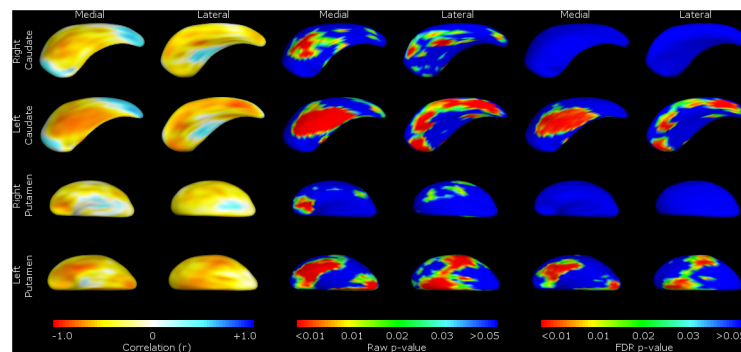 Medial Lateral Medial Lateral Medial Lateral
Right Caudate
Left Caudate
Right Putamen
Left Putamen
-1.0 0 +1.0 <0.01 0.01 0.02 0.03 >0.05 <0.01 0.01 0.02 0.03 >0.05
Correlation (r) Raw p-value FDR p-value